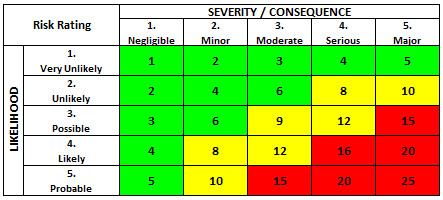 SEVERITY / CONSEQUENCE
Risk Rating
1. 2. 3. 4. 5.
Negligible Minor Moderate Serious Major
LIKELIHOOD
1.
Very Unlikely 1 2 3 4 5
2.
Unlikely 2 4 6 8 10
3.
Possible 3 6 9 12 15
4.
Likely 4 8 12 16 20
5.
Probable 5 10 15 20 25